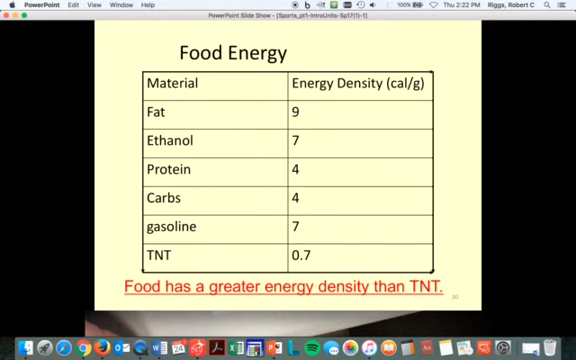 PowerPoint File Edit View Window Help 100% Thu 2:22 PM Riggs, Robert C
PowerPoint Slide Show - [Sports_pt1-IntroUnits-Sp17(1)-1]
Food Energy
Material Energy Density (cal/g)
Fat 9
Ethanol 7
Protein 4
Carbs 4
gasoline 7
TNT 0.7
Food has a greater energy density than TNT.
30